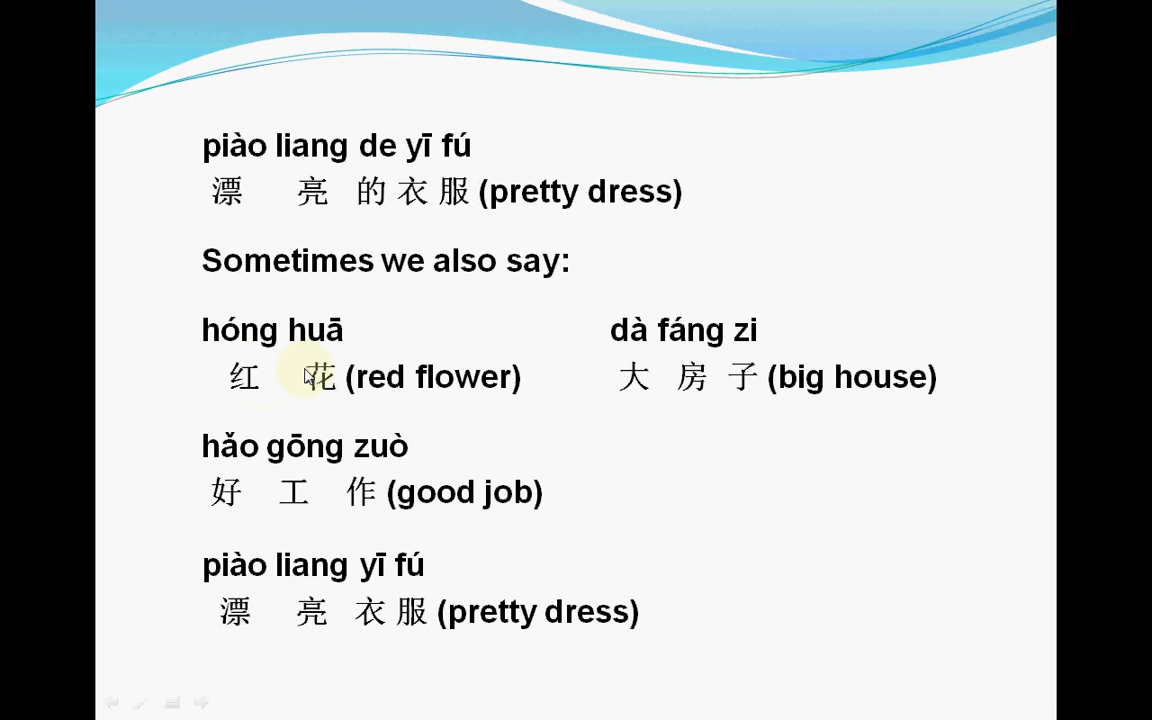 piào liang de yī fú
漂 亮 的 衣 服 (pretty dress)
Sometimes we also say:
hóng huā dà fáng zi
红 花 (red flower) 大 房 子 (big house)
hǎo gōng zuò
好 工 作 (good job)
piào liang yī fú
漂 亮 衣 服 (pretty dress)